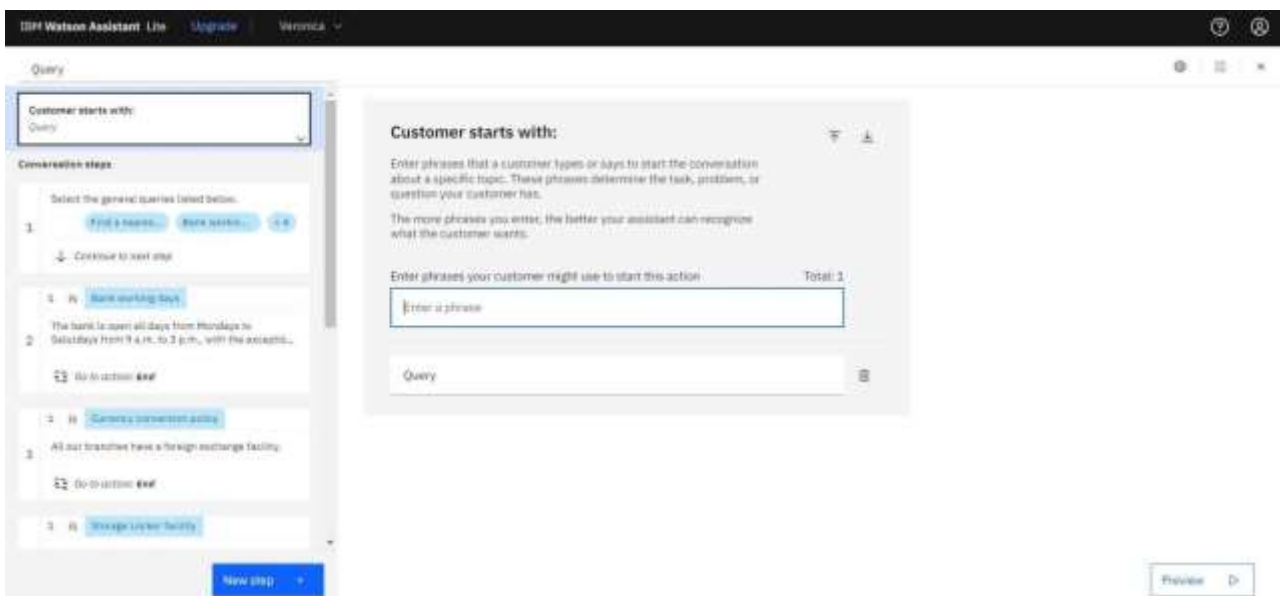 IBM Watson Assistant Lite Upgrade Veronica
Query
Customer starts with:
Query
Conversation steps
1
Select the general queries listed below.
Find a neares... Bank workin... + 4
Continue to next step
1 is Bank working days
2
The bank is open all days from Mondays to
Saturdays from 9 a.m. to 3 p.m., with the exceptio...
Go to action: End
1 is Currency conversion policy
3
All our branches have a foreign exchange facility.
Go to action: End
1 is Storage Locker facility
New step +
Customer starts with:
Enter phrases that a customer types or says to start the conversation
about a specific topic. These phrases determine the task, problem, or
question your customer has.
The more phrases you enter, the better your assistant can recognize
what the customer wants.
Enter phrases your customer might use to start this action Total: 1
Enter a phrase
Query
Preview